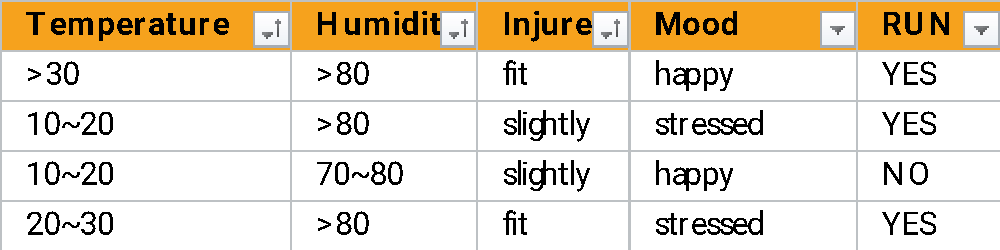 Temperature Humidit Injure Mood RUN
>30 >80 fit happy YES
10~20 >80 slightly stressed YES
10~20 70~80 slightly happy NO
20~30 >80 fit stressed YES